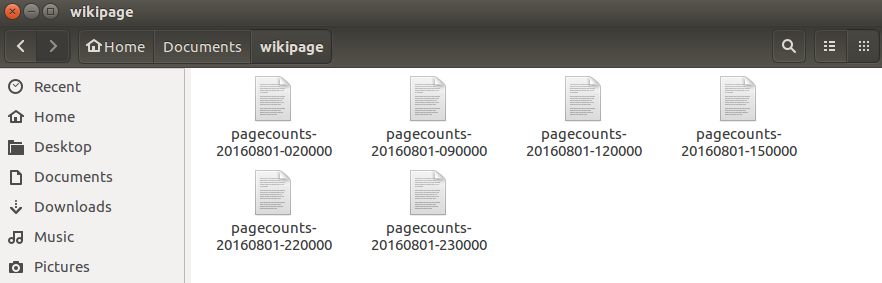 wikipage
Home
Documents
wikipage
Recent
Home
Desktop
Documents
Downloads
Music
Pictures
pagecounts-
20160801-020000
pagecounts-
20160801-090000
pagecounts-
20160801-120000
pagecounts-
20160801-150000
pagecounts-
20160801-220000
pagecounts-
20160801-230000